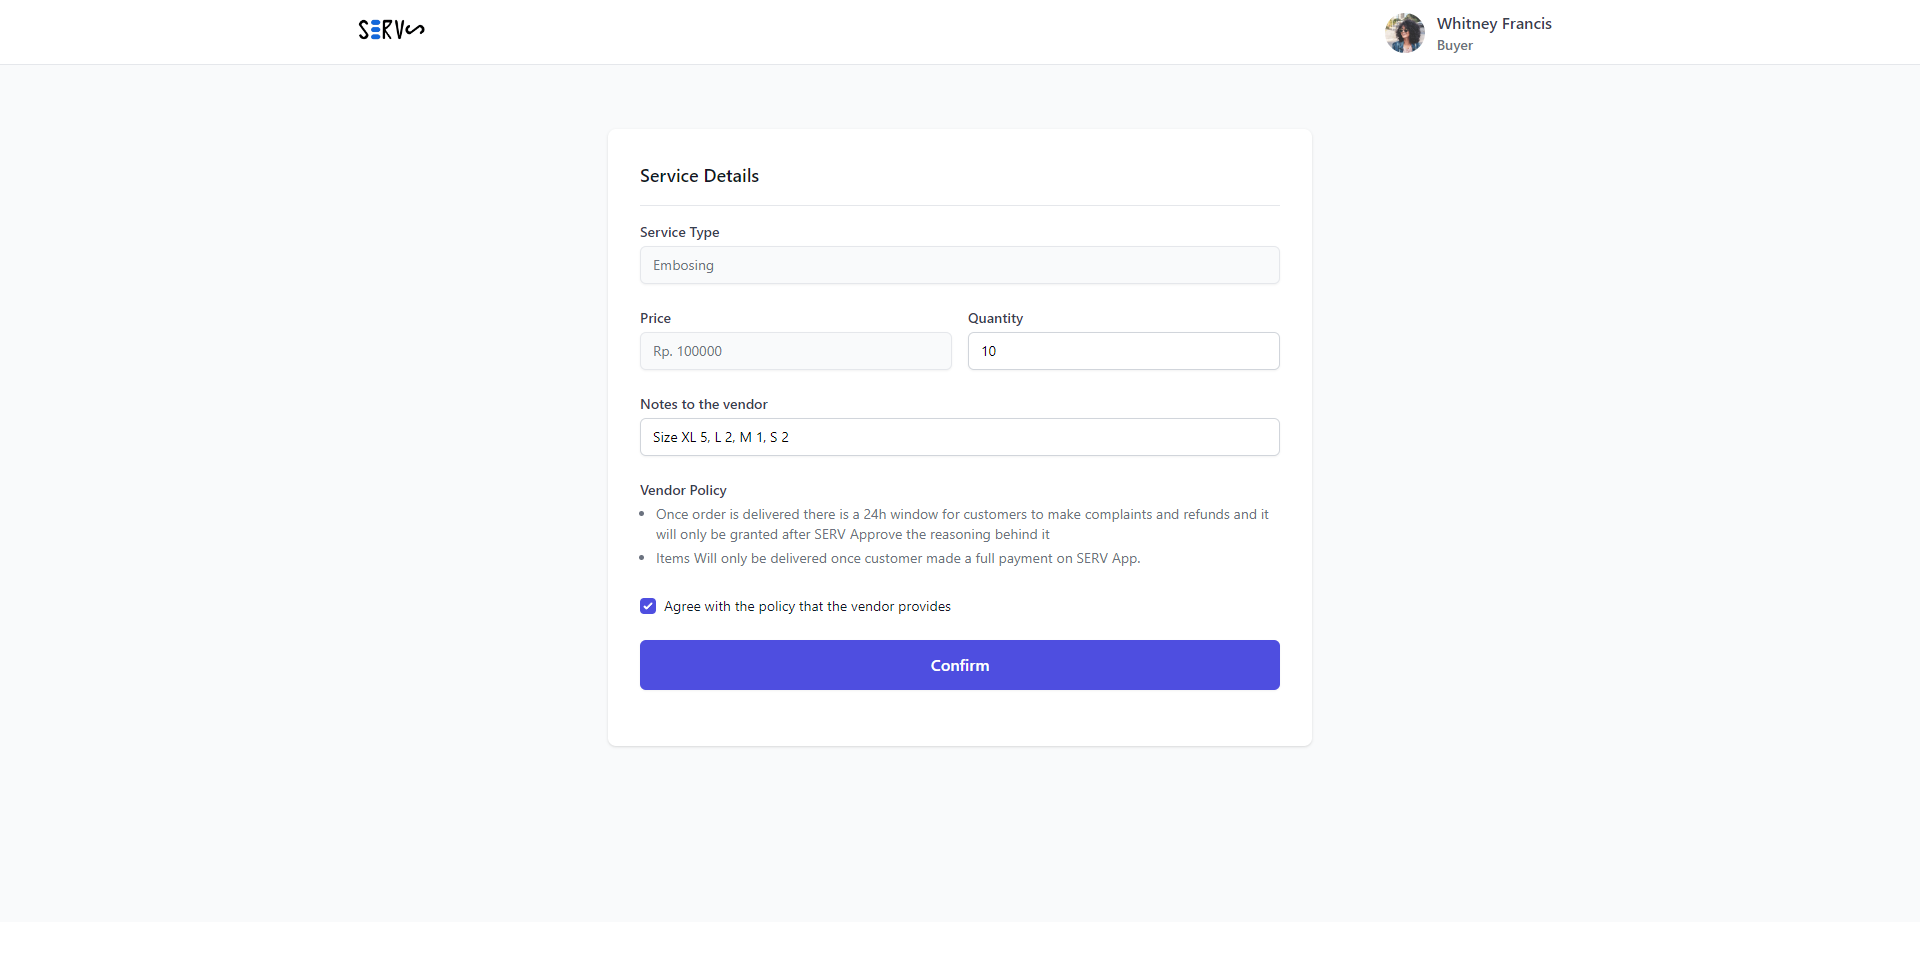 SERV
Whitney Francis
Buyer
Service Details
Service Type
Embosing
Price
Quantity
Rp. 100000
10
Notes to the vendor
Size XL 5, L 2, M 1, S 2
Vendor Policy
Once order is delivered there is a 24h window for customers to make complaints and refunds and it
will only be granted after SERV Approve the reasoning behind it
Items Will only be delivered once customer made a full payment on SERV App.
Agree with the policy that the vendor provides
Confirm